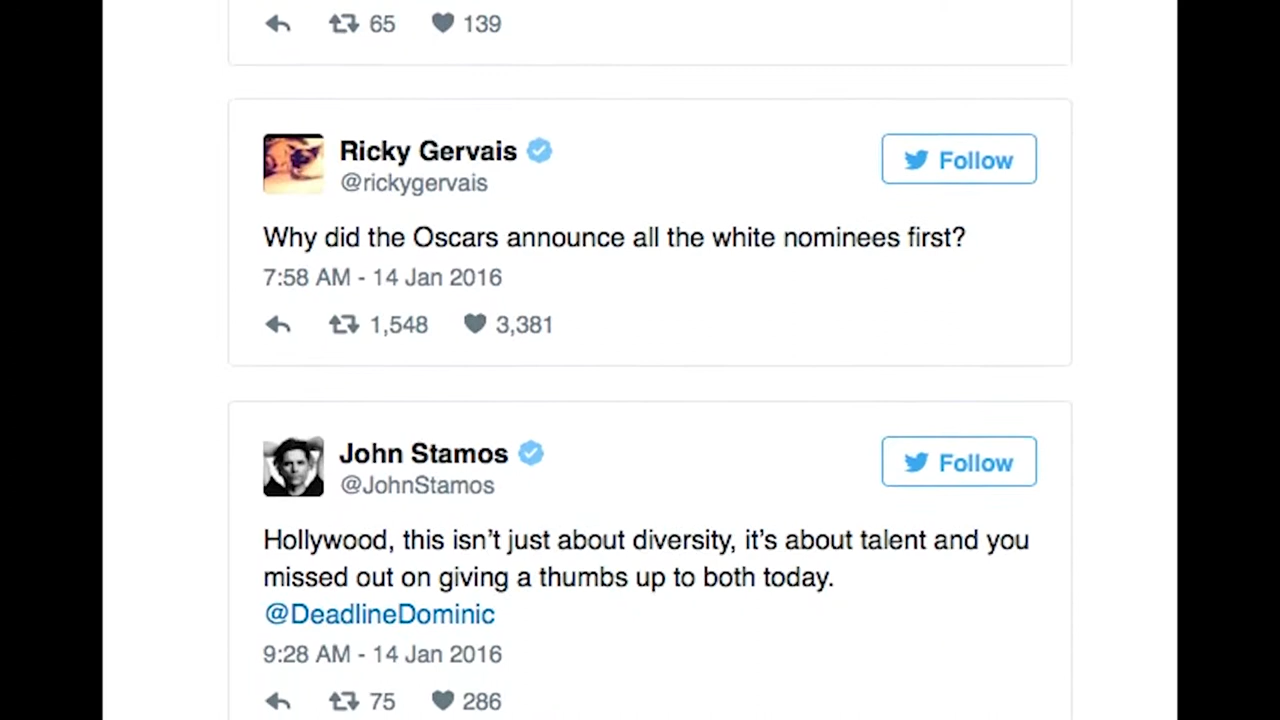 65 139
Ricky Gervais
@rickygervais
Follow
Why did the Oscars announce all the white nominees first?
7:58 AM - 14 Jan 2016
1,548 3,381
John Stamos
@JohnStamos
Follow
Hollywood, this isn't just about diversity, it's about talent and you
missed out on giving a thumbs up to both today.
@DeadlineDominic
9:28 AM - 14 Jan 2016
75 286